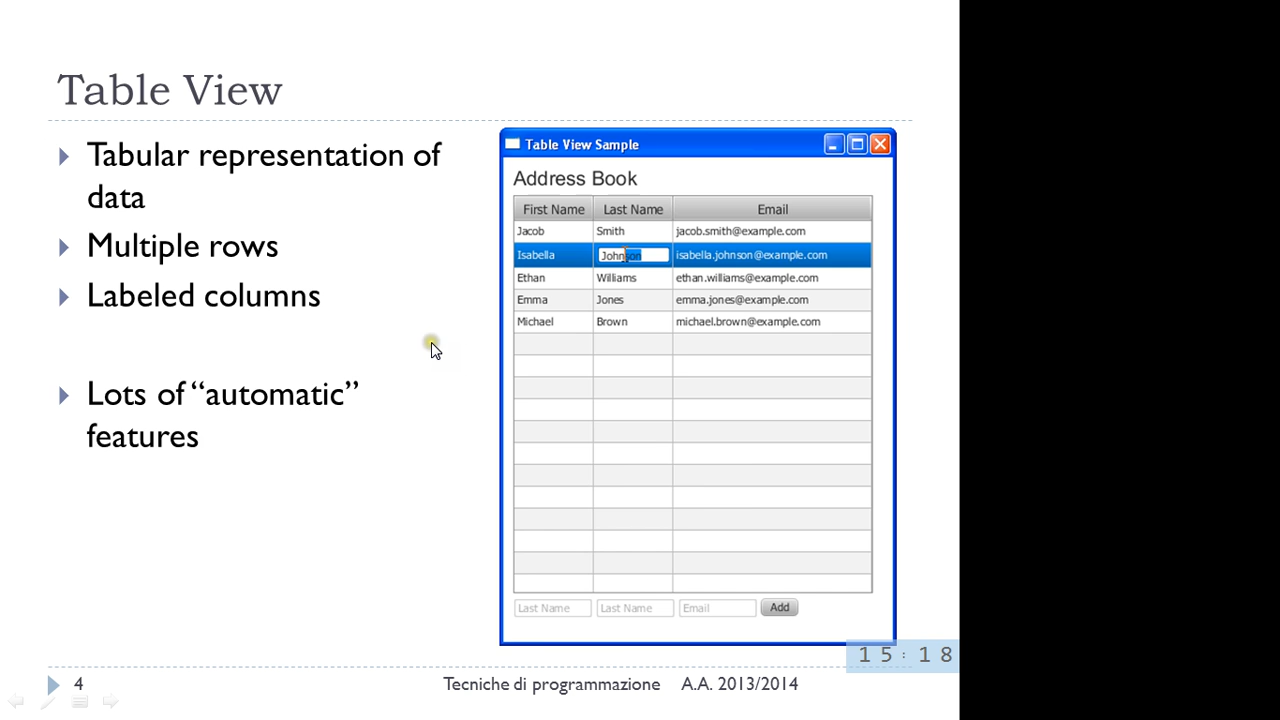 Table View
Tabular representation of
data
Multiple rows
Labeled columns
Lots of “automatic”
features
Table View Sample
Address Book
First Name Last Name Email
Jacob Smith jacob.smith@example.com
Isabella Johnson isabella.johnson@example.com
Ethan Williams ethan.williams@example.com
Emma Jones emma.jones@example.com
Michael Brown michael.brown@example.com
Last Name Last Name Email Add
15:18
4 Tecniche di programmazione A.A. 2013/2014